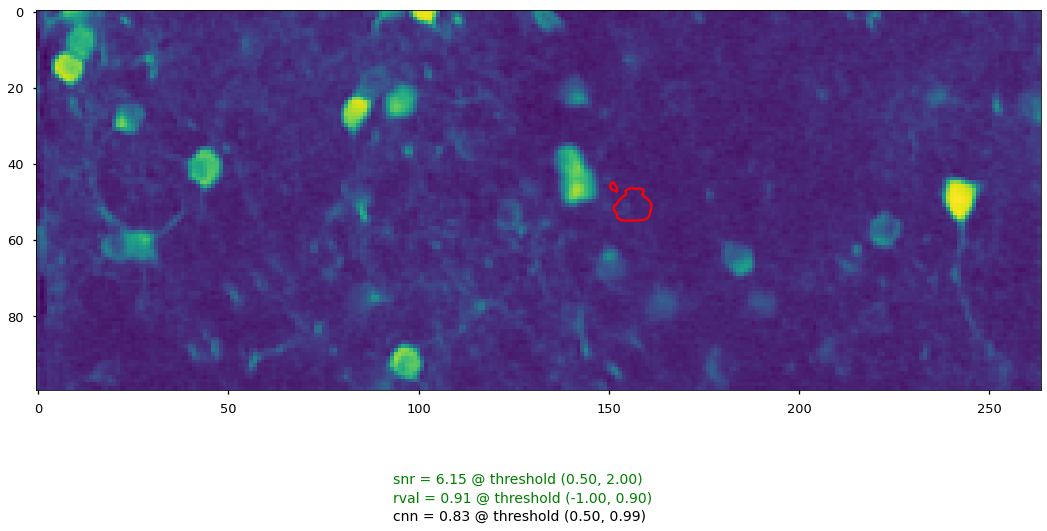 0
20
40
60
80
0 50 100 150 200 250
snr = 6.15 @ threshold (0.50, 2.00)
rval = 0.91 @ threshold (-1.00, 0.90)
cnn = 0.83 @ threshold (0.50, 0.99)